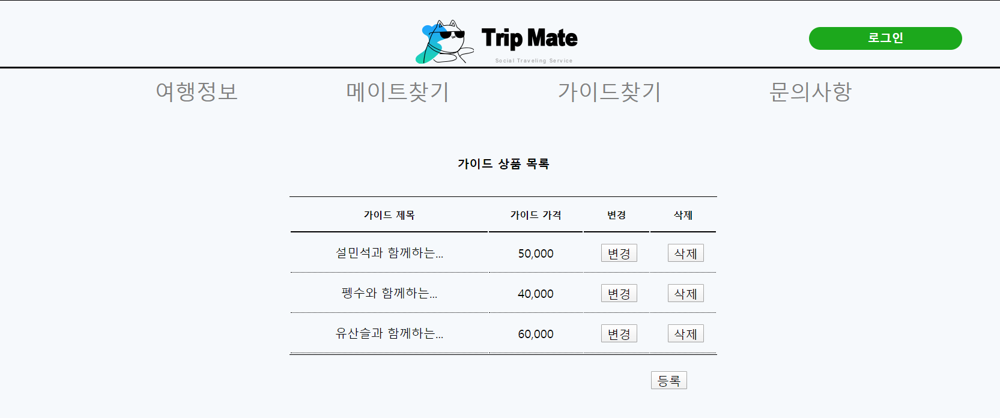 Trip Mate
Social Traveling Service
로그인
여행정보 메이트찾기 가이드찾기 문의사항
가이드 상품 목록
가이드 제목 가이드 가격 변경 삭제
설민석과 함께하는... 50,000 변경 삭제
펭수와 함께하는... 40,000 변경 삭제
유산슬과 함께하는... 60,000 변경 삭제
등록